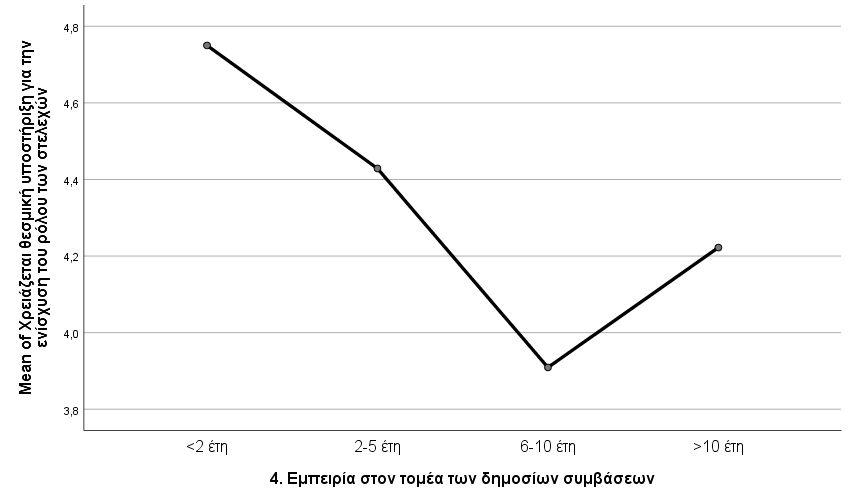 Mean of Χρειάζεται θεσμική υποστήριξη για την
ενίσχυση του ρόλου των στελεχών
4,8
4,6
4,4
4,2
4,0
3,8
<2 έτη
2-5 έτη
6-10 έτη
>10 έτη
4. Εμπειρία στον τομέα των δημοσίων συμβάσεων